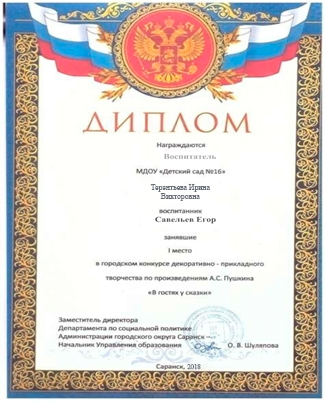 ДИПЛОМ
Награждаются
Воспитатель
МДОУ «Детский сад №16»
Терентьева Ирина
Викторовна
воспитанник
Савельев Егор
занявшие
I место
в городском конкурсе декоративно - прикладного
творчества по произведениям А.С. Пушкина
«В гостях у сказки»
Заместитель директора
Департамента по социальной политике
Администрации городского округа Саранск
Начальник Управления образования О. В. Шуляпова
Саранск, 2018